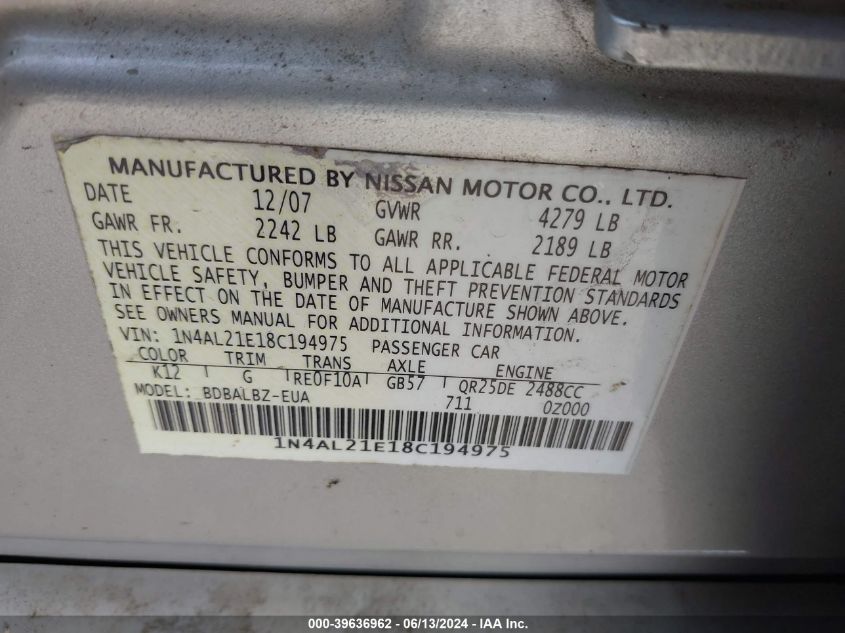 MANUFACTURED BY NISSAN MOTOR CO., LTD.
DATE 12/07 GVWR 4279 LB
GAWR FR. 2242 LB GAWR RR. 2189 LB
THIS VEHICLE CONFORMS TO ALL APPLICABLE FEDERAL MOTOR
VEHICLE SAFETY, BUMPER AND THEFT PREVENTION STANDARDS
IN EFFECT ON THE DATE OF MANUFACTURE SHOWN ABOVE.
SEE OWNERS MANUAL FOR ADDITIONAL INFORMATION.
VIN: 1N4AL21E18C194975 PASSENGER CAR
COLOR TRIM TRANS AXLE ENGINE
K12 G RE0F10A GB57 QR25DE 2488CC
MODEL: BDBALBZ-EUA 711 0Z000
1N4AL21E18C194975
000-39636962 - 06/13/2024 - IAA Inc.